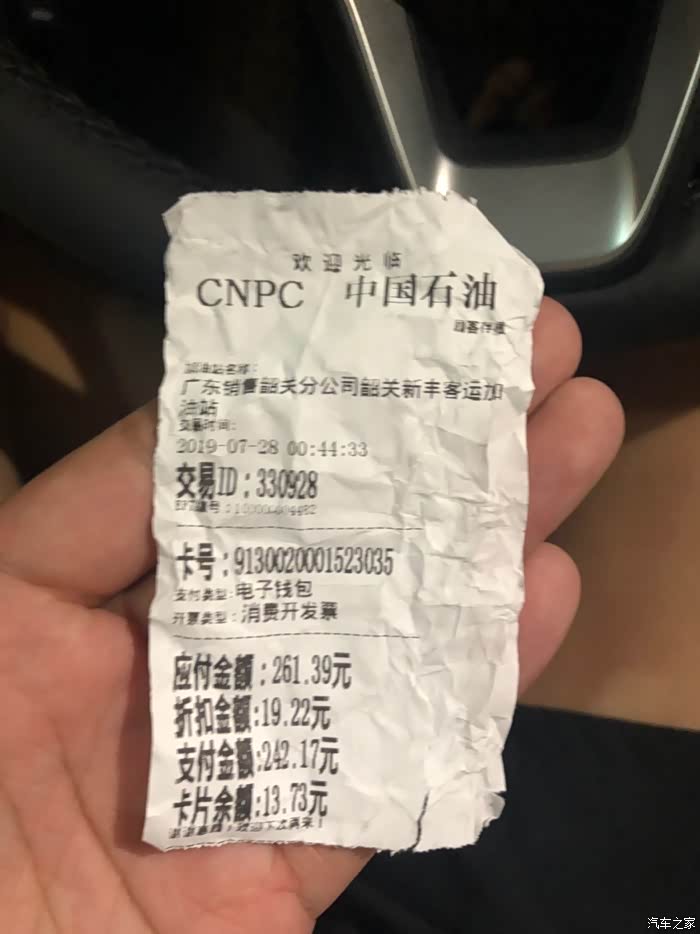 欢迎光临
CNPC 中国石油
顾客存根
加油站名称:
广东销售韶关分公司韶关新丰客运加
油站
交易时间:
2019-07-28 00:44:33
交易ID:330928
卡号:9130020001523035
支付类型:电子钱包
开票类型:消费开发票
应付金额:261.39元
折扣金额:19.22元
支付金额:242.17元
卡片余额:13.73元
汽车之家